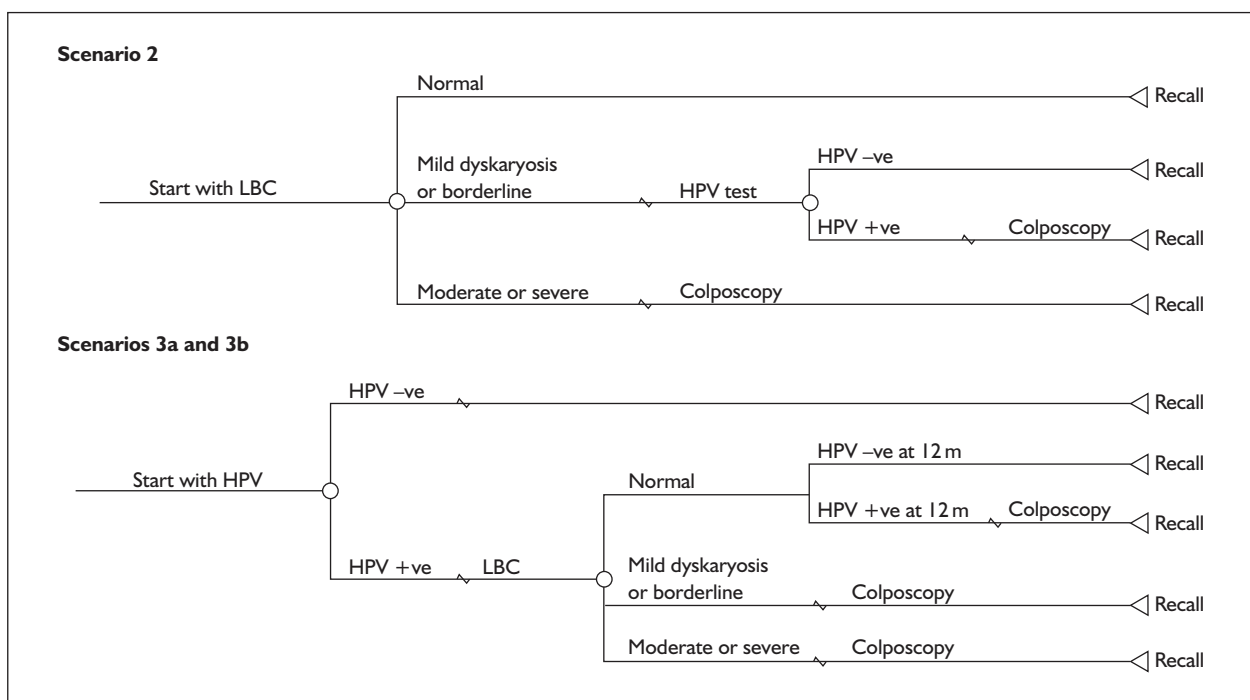 Scenario 2
Normal
Recall
Mild dyskaryosis
or borderline
HPV –ve
Recall
Start with LBC
HPV test
HPV +ve
Colposcopy
Recall
Moderate or severe
Colposcopy
Recall
Scenarios 3a and 3b
HPV –ve
Recall
Start with HPV
Normal
HPV –ve at 12 m
Recall
HPV +ve at 12 m
Colposcopy
Recall
HPV +ve
LBC
Mild dyskaryosis
or borderline
Colposcopy
Recall
Moderate or severe
Colposcopy
Recall